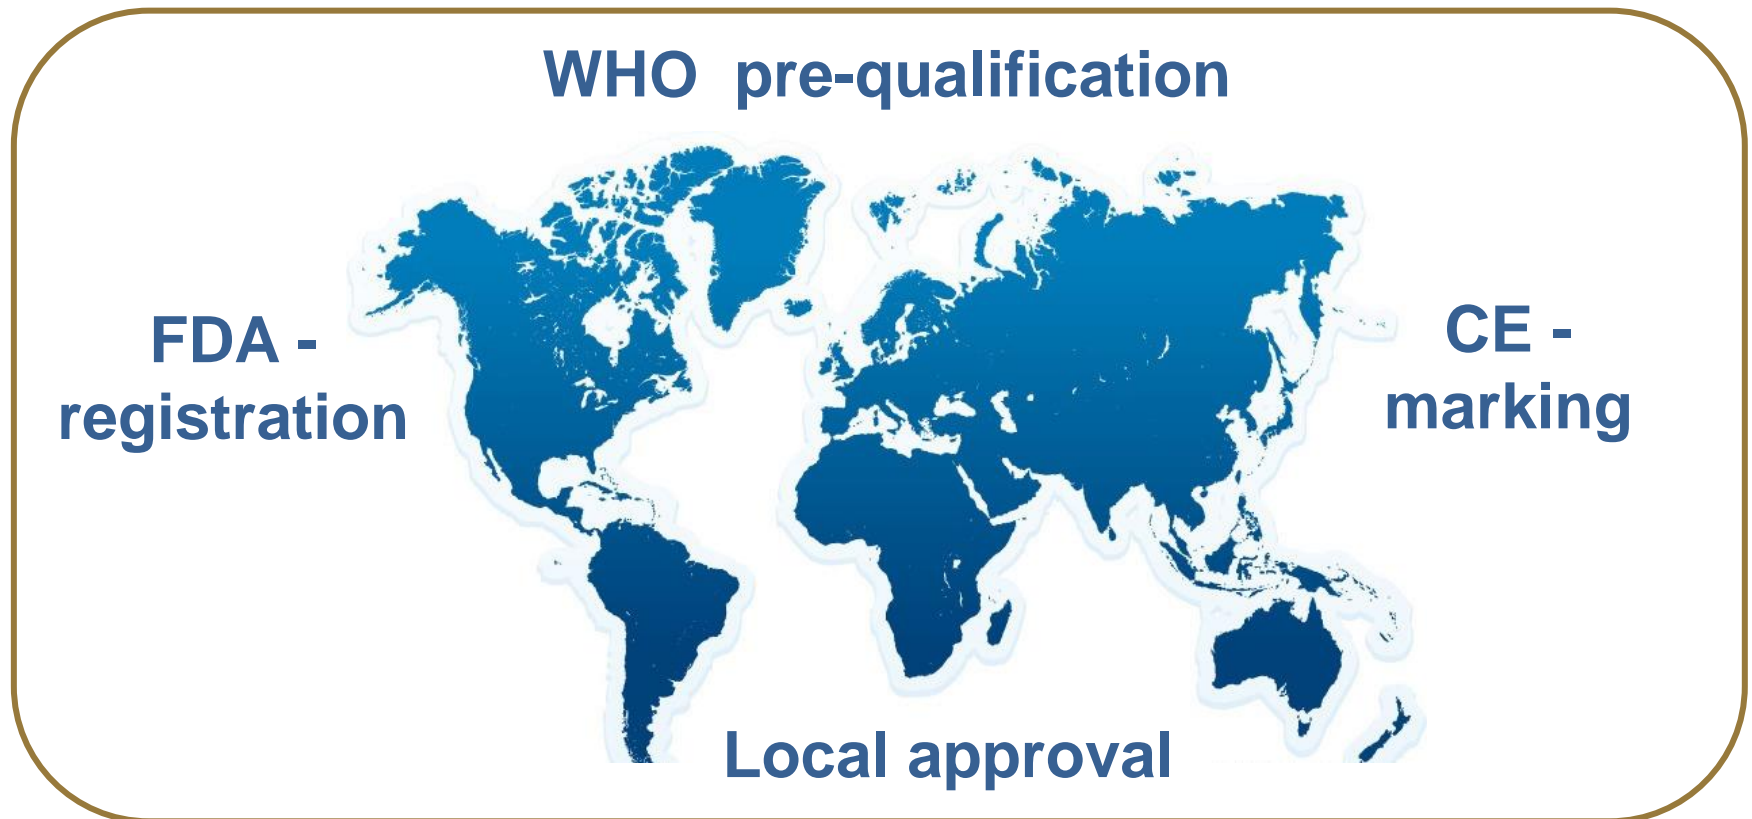 WHO  pre-qualification
FDA -
registration
CE -
marking
Local approval